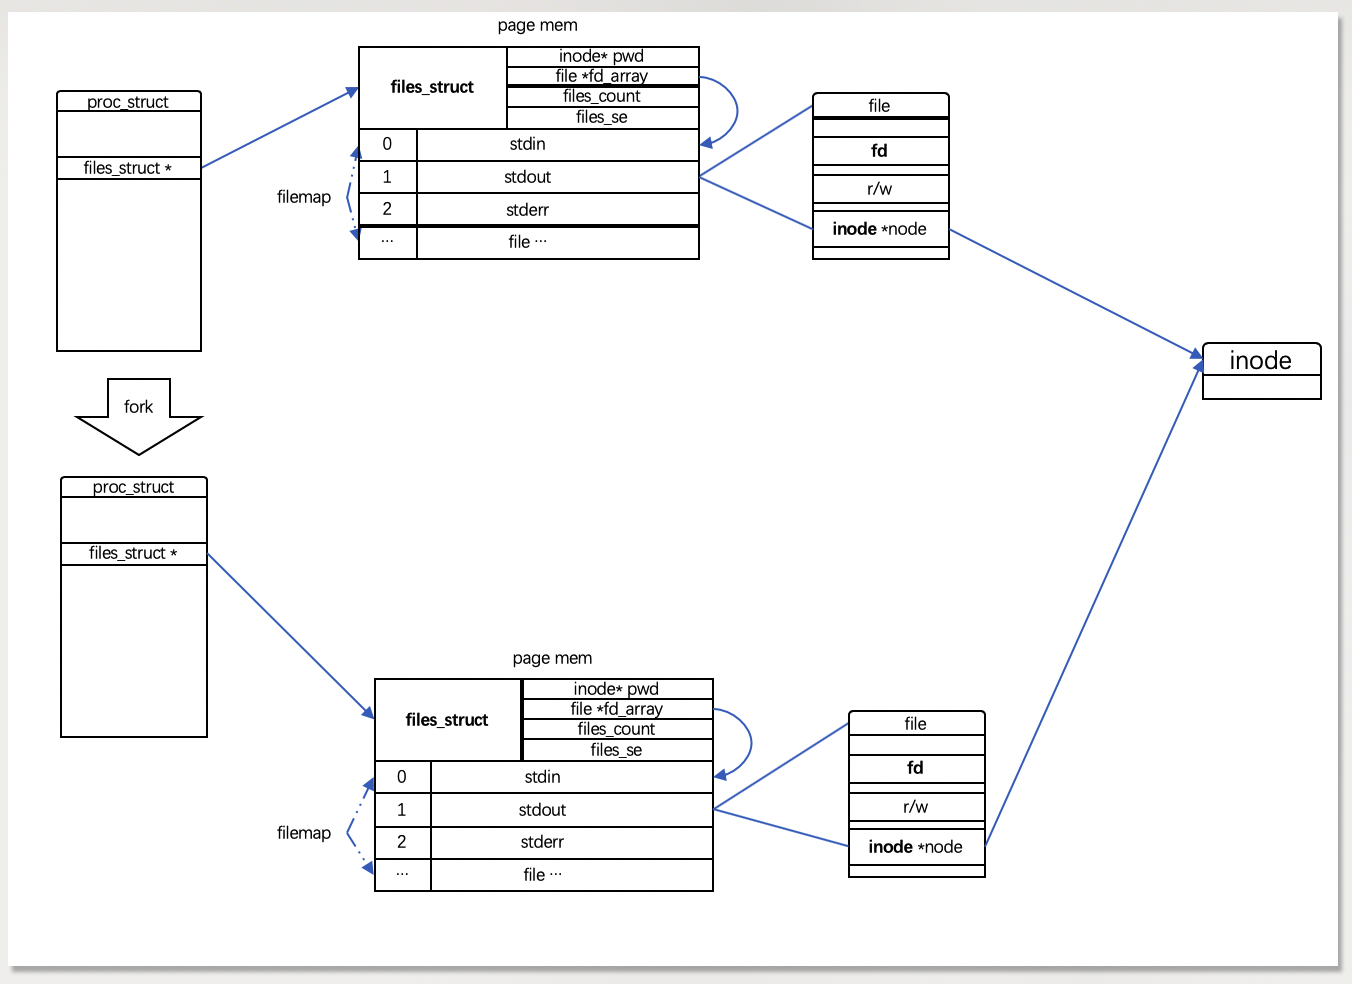 page mem
proc_struct
files_struct *
files_struct
inode* pwd
file *fd_array
files_count
files_se
0 stdin
1 stdout
2 stderr
... file ...
filemap
file
fd
r/w
inode *node
inode
fork
proc_struct
files_struct *
page mem
files_struct
inode* pwd
file *fd_array
files_count
files_se
0 stdin
1 stdout
2 stderr
... file ...
filemap
file
fd
r/w
inode *node